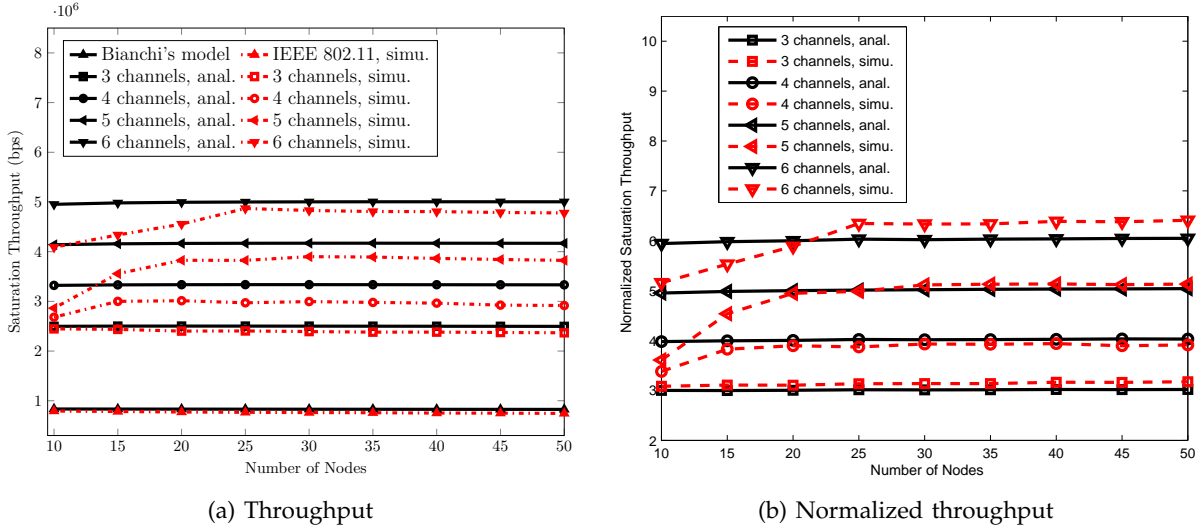 ·10⁶
8
7
6
5
4
3
2
1
Saturation Throughput (bps)
Bianchi's model IEEE 802.11, simu.
3 channels, anal. 3 channels, simu.
4 channels, anal. 4 channels, simu.
5 channels, anal. 5 channels, simu.
6 channels, anal. 6 channels, simu.
10 15 20 25 30 35 40 45 50
Number of Nodes
(a) Throughput
10
9
8
7
6
5
4
3
2
Normalized Saturation Throughput
3 channels, anal.
3 channels, simu.
4 channels, anal.
4 channels, simu.
5 channels, anal.
5 channels, simu.
6 channels, anal.
6 channels, simu.
10 15 20 25 30 35 40 45 50
Number of Nodes
(b) Normalized throughput